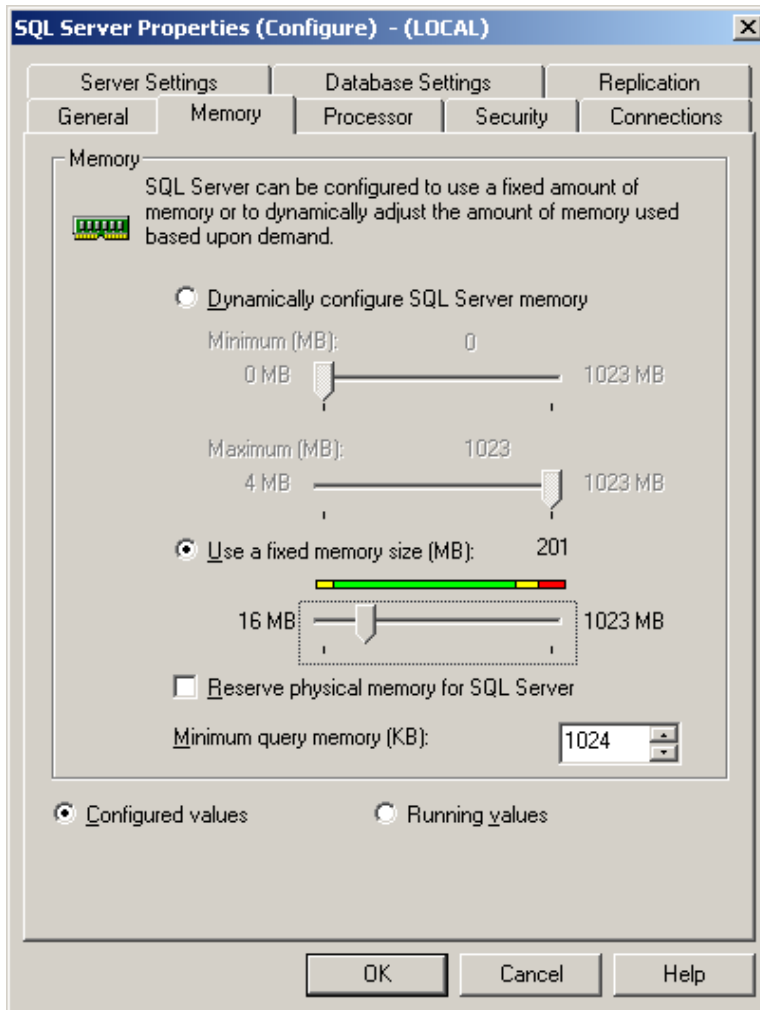 SQL Server Properties (Configure) - (LOCAL)
Server Settings Database Settings Replication
General Memory Processor Security Connections
Memory
SQL Server can be configured to use a fixed amount of
memory or to dynamically adjust the amount of memory used
based upon demand.
Dynamically configure SQL Server memory
Minimum (MB): 0
0 MB 1023 MB
Maximum (MB): 1023
4 MB 1023 MB
Use a fixed memory size (MB): 201
16 MB 1023 MB
Reserve physical memory for SQL Server
Minimum query memory (KB): 1024
Configured values Running values
OK Cancel Help